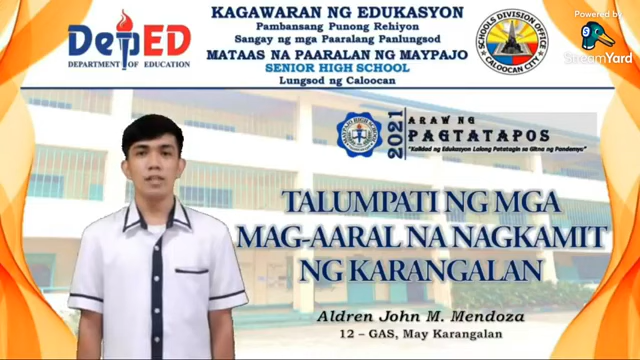 DepED
DEPARTMENT OF EDUCATION
KAGAWARAN NG EDUKASYON
Pambansang Punong Rehiyon
Sangay ng mga Paaralang Panlungsod
MATAAS NA PAARALAN NG MAYPAJO
SENIOR HIGH SCHOOL
Lungsod ng Caloocan
SCHOOLS DIVISION OFFICE
CALOOCAN CITY
Powered by
StreamYard
2021
ARAW NG
PAGTATAPOS
"Kalidad ng Edukasyon Lalong Patatagin sa Gitna ng Pandemya"
TALUMPATI NG MGA
MAG-AARAL NA NAGKAMIT
NG KARANGALAN
Aldren John M. Mendoza
12 – GAS, May Karangalan